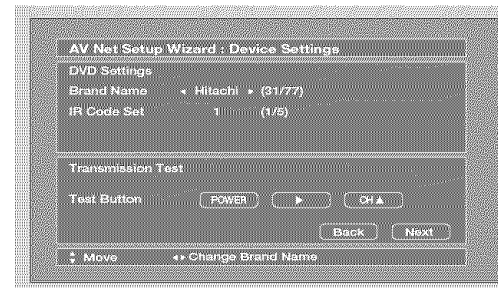 AV Net Setup Wizard : Device Settings
DVD Settings
Brand Name ◂ Hitachi ▸ (31/77)
IR Code Set 1 (1/5)
Transmission Test
Test Button POWER ▶ CH ▲
Back Next
▲▼ Move ◂▸ Change Brand Name